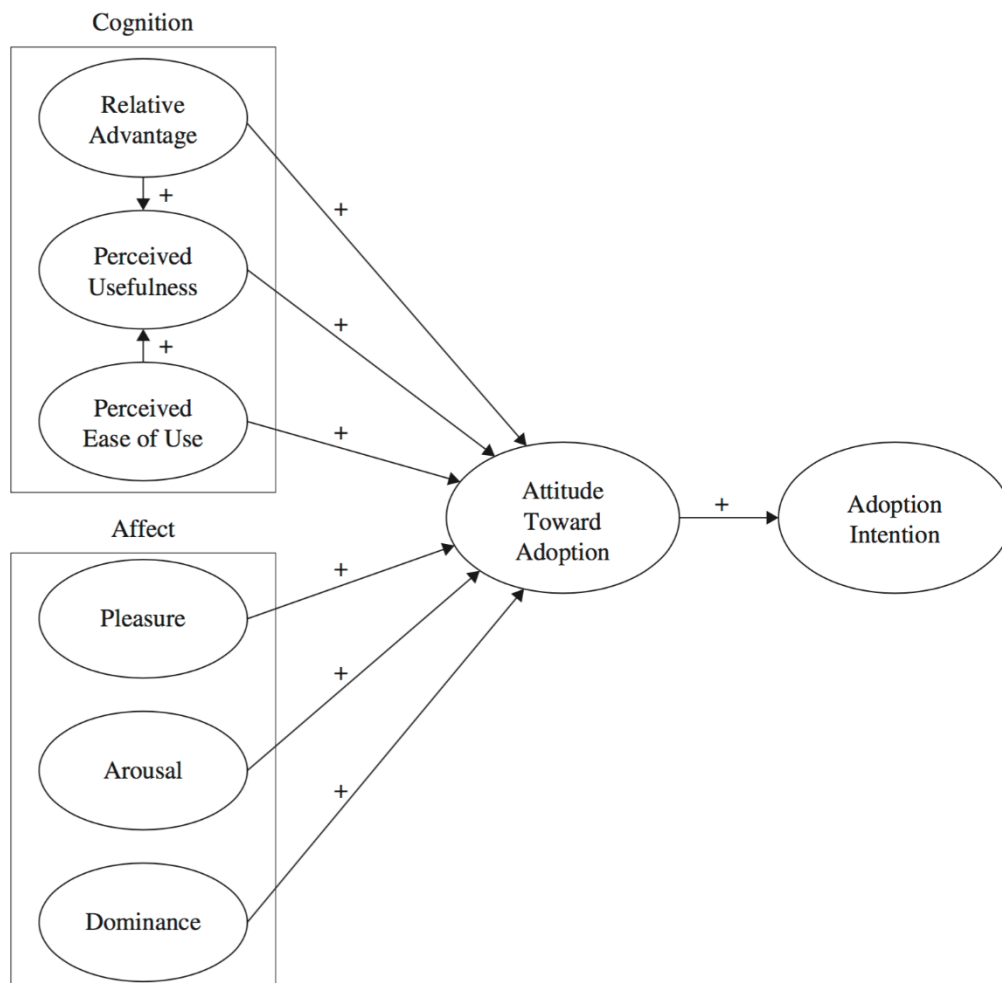 Cognition
Relative
Advantage
+
+
Perceived
Usefulness
+
+
Perceived
Ease of Use
+
Attitude
Toward
Adoption
+
Adoption
Intention
Affect
+
Pleasure
+
Arousal
+
Dominance